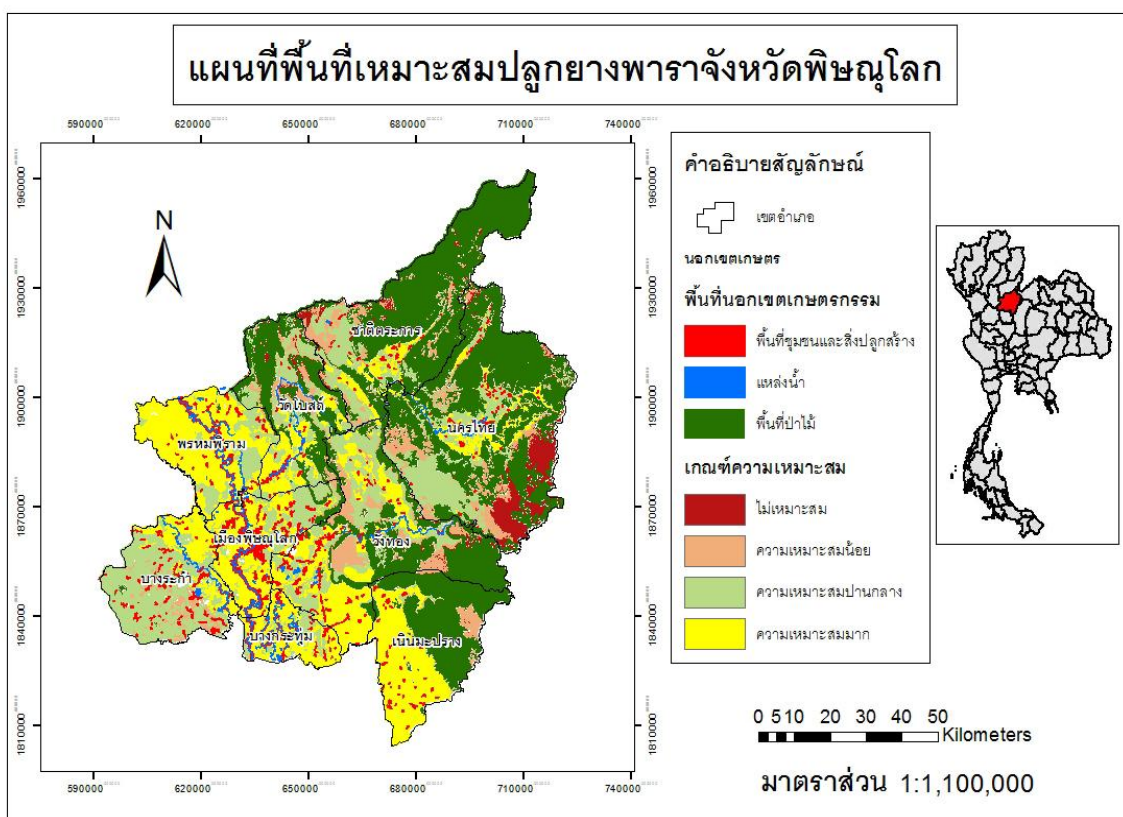 แผนที่พื้นที่เหมาะสมปลูกยางพาราจังหวัดพิษณุโลก
590000 620000 650000 680000 710000 740000
1960000
1930000
1900000
1870000
1840000
1810000
N
ชาติตระการ
วัดโบสถ์
นครไทย
พรหมพิราม
เมืองพิษณุโลก
วังทอง
บางระกำ
บางกระทุ่ม
เนินมะปราง
1960000
1930000
1900000
1870000
1840000
1810000
590000 620000 650000 680000 710000 740000
คำอธิบายสัญลักษณ์
เขตอำเภอ
นอกเขตเกษตร
พื้นที่นอกเขตเกษตรกรรม
พื้นที่ชุมชนและสิ่งปลูกสร้าง
แหล่งน้ำ
พื้นที่ป่าไม้
เกณฑ์ความเหมาะสม
ไม่เหมาะสม
ความเหมาะสมน้อย
ความเหมาะสมปานกลาง
ความเหมาะสมมาก
0 5 10 20 30 40 50
Kilometers
มาตราส่วน 1:1,100,000